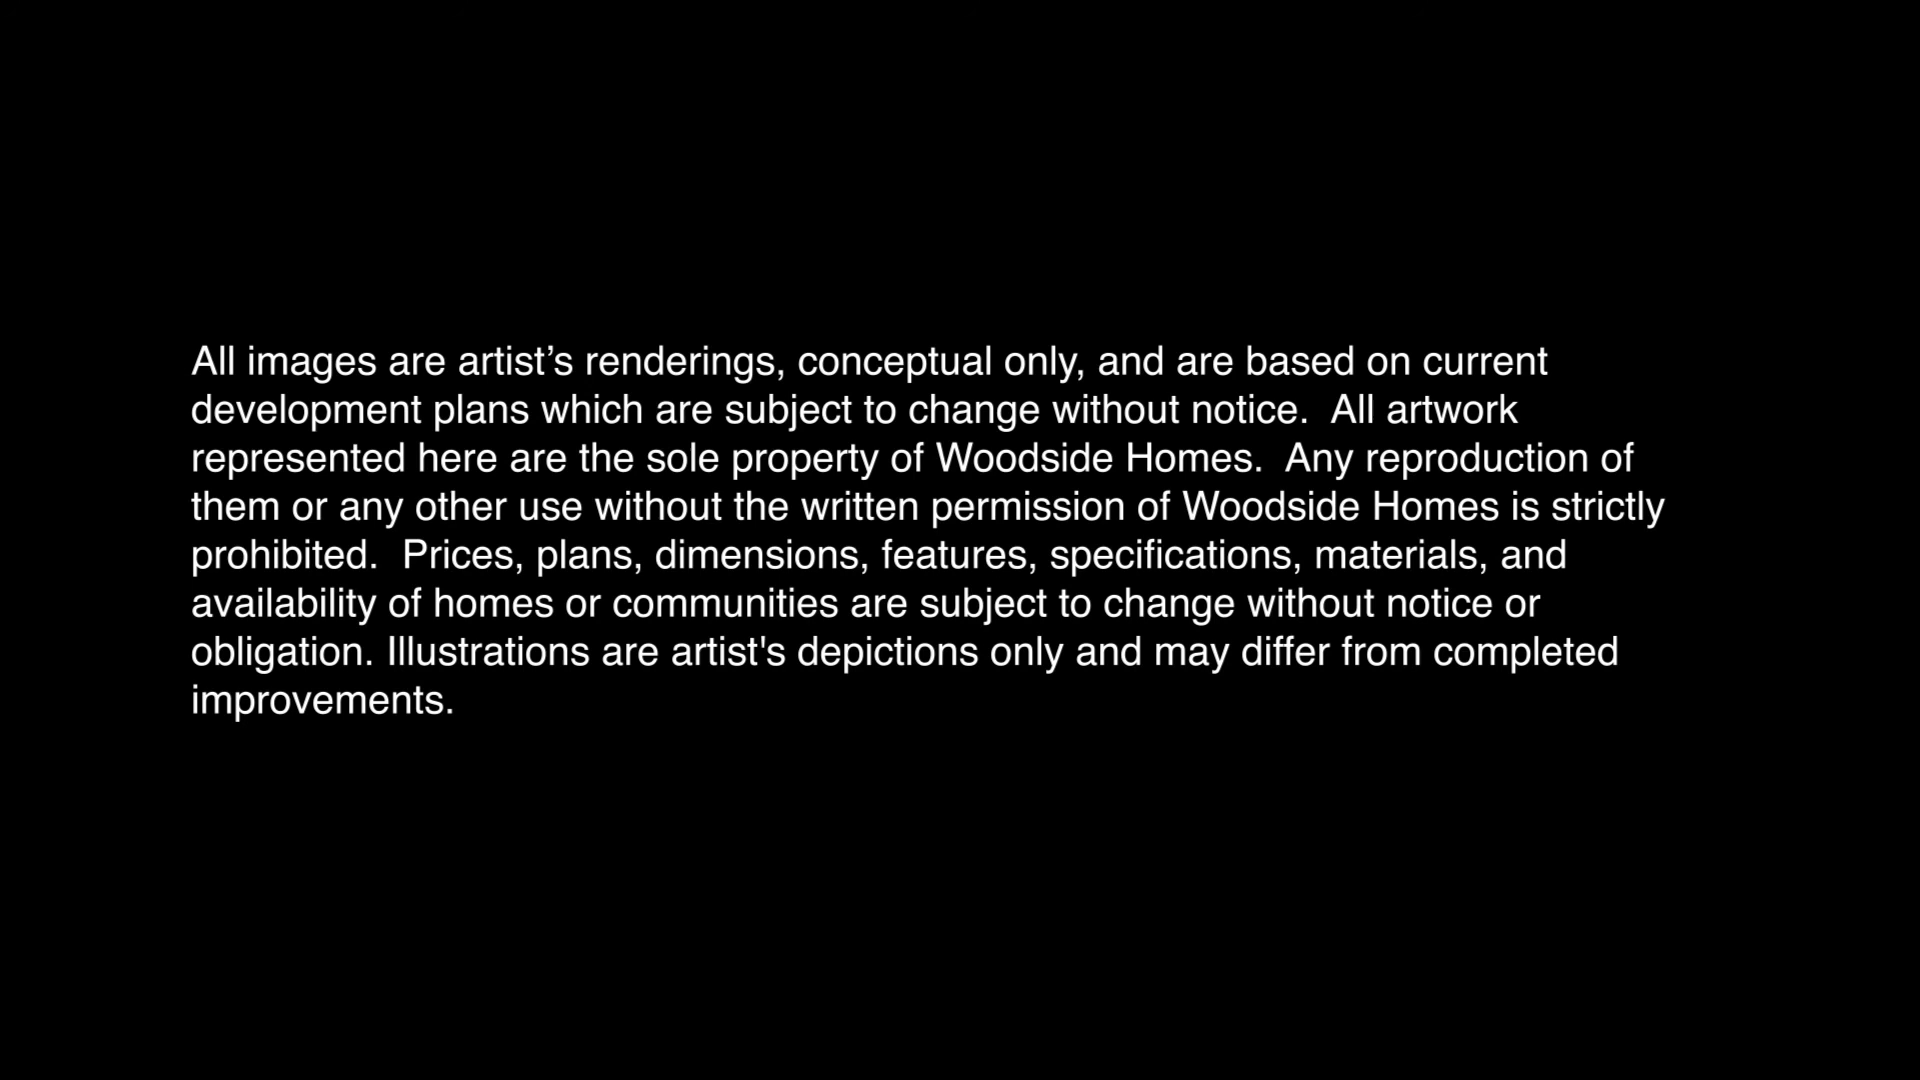 All images are artist’s renderings, conceptual only, and are based on current
development plans which are subject to change without notice.  All artwork
represented here are the sole property of Woodside Homes.  Any reproduction of
them or any other use without the written permission of Woodside Homes is strictly
prohibited.  Prices, plans, dimensions, features, specifications, materials, and
availability of homes or communities are subject to change without notice or
obligation. Illustrations are artist's depictions only and may differ from completed
improvements.